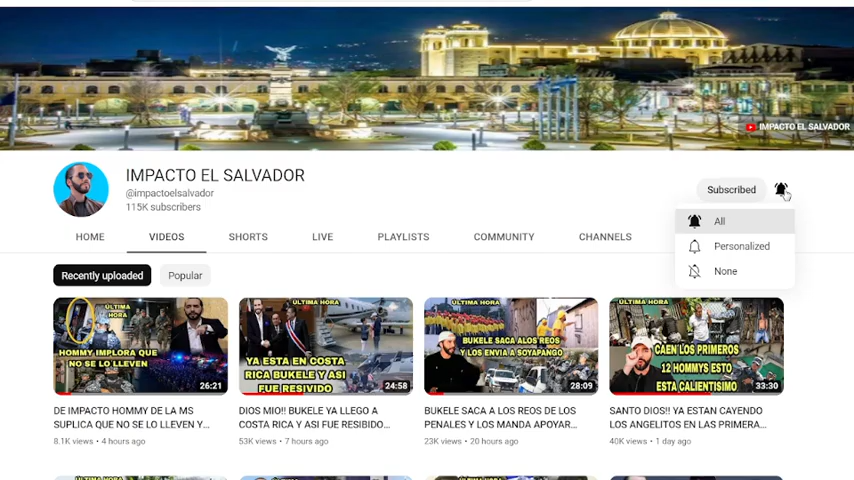 IMPACTO EL SALVADOR
IMPACTO EL SALVADOR
@impactoelsalvador
115K subscribers
Subscribed
All
Personalized
None
HOME
VIDEOS
SHORTS
LIVE
PLAYLISTS
COMMUNITY
CHANNELS
Recently uploaded
Popular
ÚLTIMA
HORA
HOMMY IMPLORA QUE
NO SE LO LLEVEN
26:21
DE IMPACTO HOMMY DE LA MS
SUPLICA QUE NO SE LO LLEVEN Y...
8.1K views • 4 hours ago
ÚLTIMA HORA
YA ESTA EN COSTA
RICA BUKELE Y ASI
FUE RESIVIDO
24:58
DIOS MIO!! BUKELE YA LLEGO A
COSTA RICA Y ASI FUE RESIBIDO...
53K views • 7 hours ago
ÚLTIMA HORA
BUKELE SACA ALOS REOS
Y LOS ENVIA A SOYAPANGO
28:09
BUKELE SACA A LOS REOS DE LOS
PENALES Y LOS MANDA APOYAR...
23K views • 20 hours ago
ÚLTIMA HORA
CAEN LOS PRIMEROS
12 HOMMYS ESTO
ESTA CALIENTISIMO
33:30
SANTO DIOS!! YA ESTAN CAYENDO
LOS ANGELITOS EN LAS PRIMERA...
40K views • 1 day ago